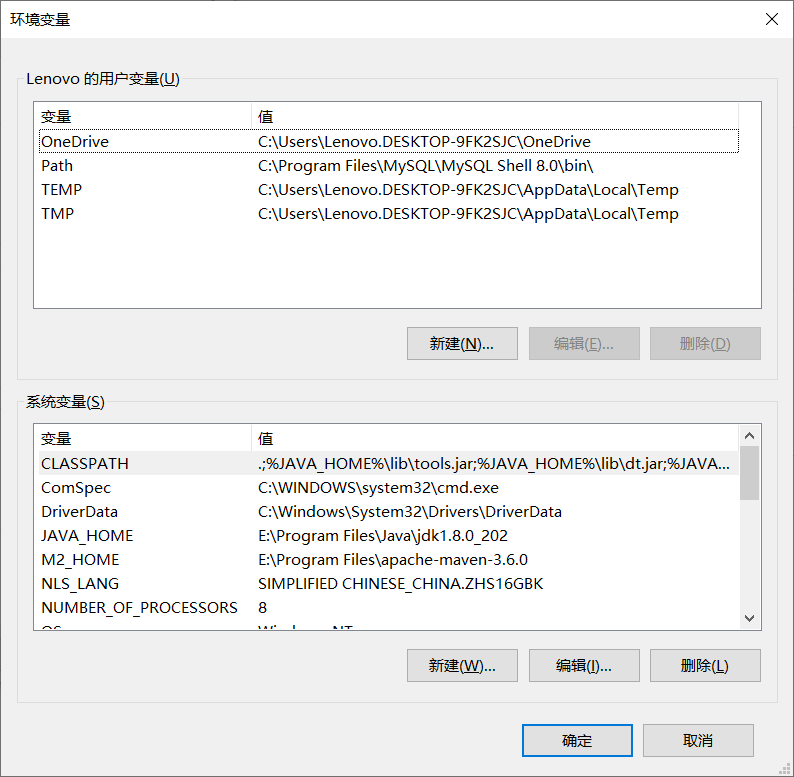 环境变量
Lenovo 的用户变量(U)
变量 值
OneDrive C:\Users\Lenovo.DESKTOP-9FK2SJC\OneDrive
Path C:\Program Files\MySQL\MySQL Shell 8.0\bin\
TEMP C:\Users\Lenovo.DESKTOP-9FK2SJC\AppData\Local\Temp
TMP C:\Users\Lenovo.DESKTOP-9FK2SJC\AppData\Local\Temp
新建(N)... 编辑(E)... 删除(D)
系统变量(S)
变量 值
CLASSPATH .;%JAVA_HOME%\lib\tools.jar;%JAVA_HOME%\lib\dt.jar;%JAVA...
ComSpec C:\WINDOWS\system32\cmd.exe
DriverData C:\Windows\System32\Drivers\DriverData
JAVA_HOME E:\Program Files\Java\jdk1.8.0_202
M2_HOME E:\Program Files\apache-maven-3.6.0
NLS_LANG SIMPLIFIED CHINESE_CHINA.ZHS16GBK
NUMBER_OF_PROCESSORS 8
OS Windows_NT
新建(W)... 编辑(I)... 删除(L)
确定 取消